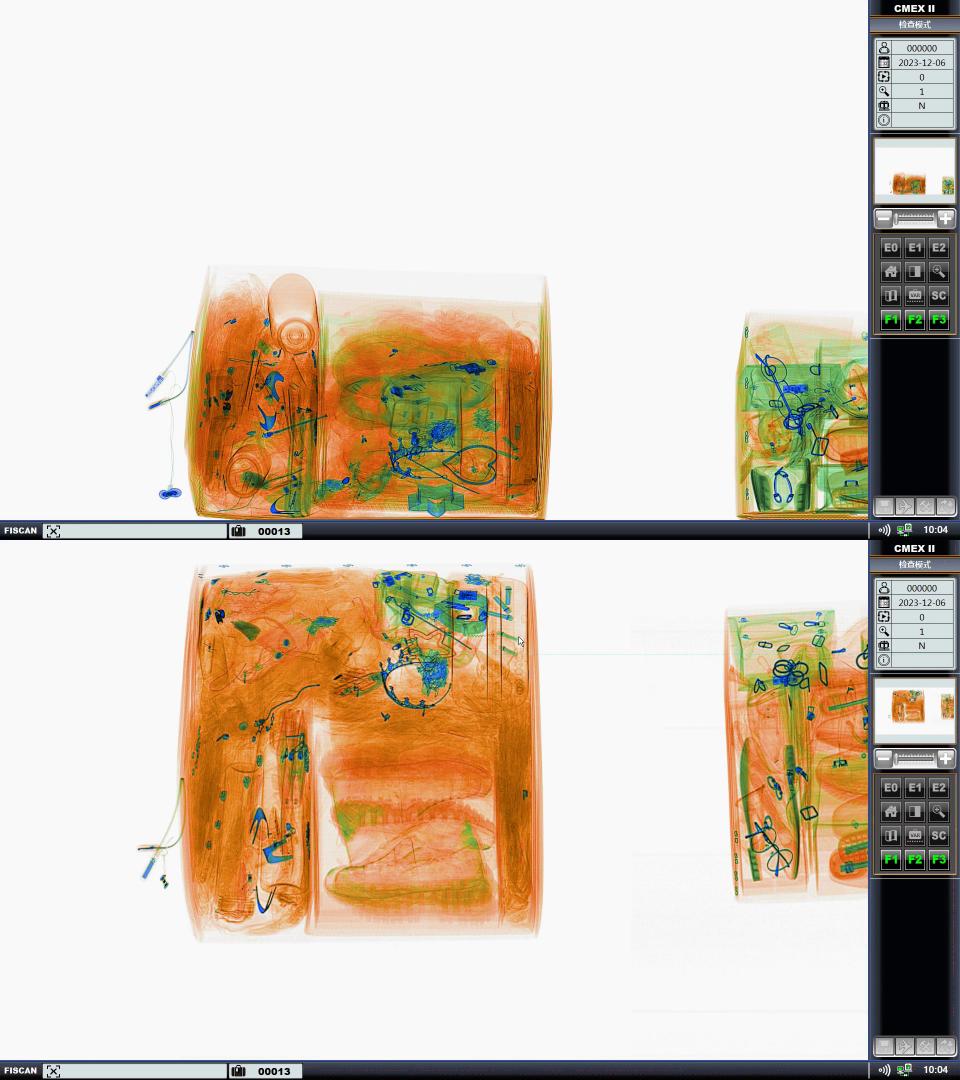 CMEX II
检查模式
000000
2023-12-06
0
1
N
E0 E1 E2
VAR SC
F1 F2 F3
FISCAN 00013 10:04
CMEX II
检查模式
000000
2023-12-06
0
1
N
E0 E1 E2
VAR SC
F1 F2 F3
FISCAN 00013 10:04